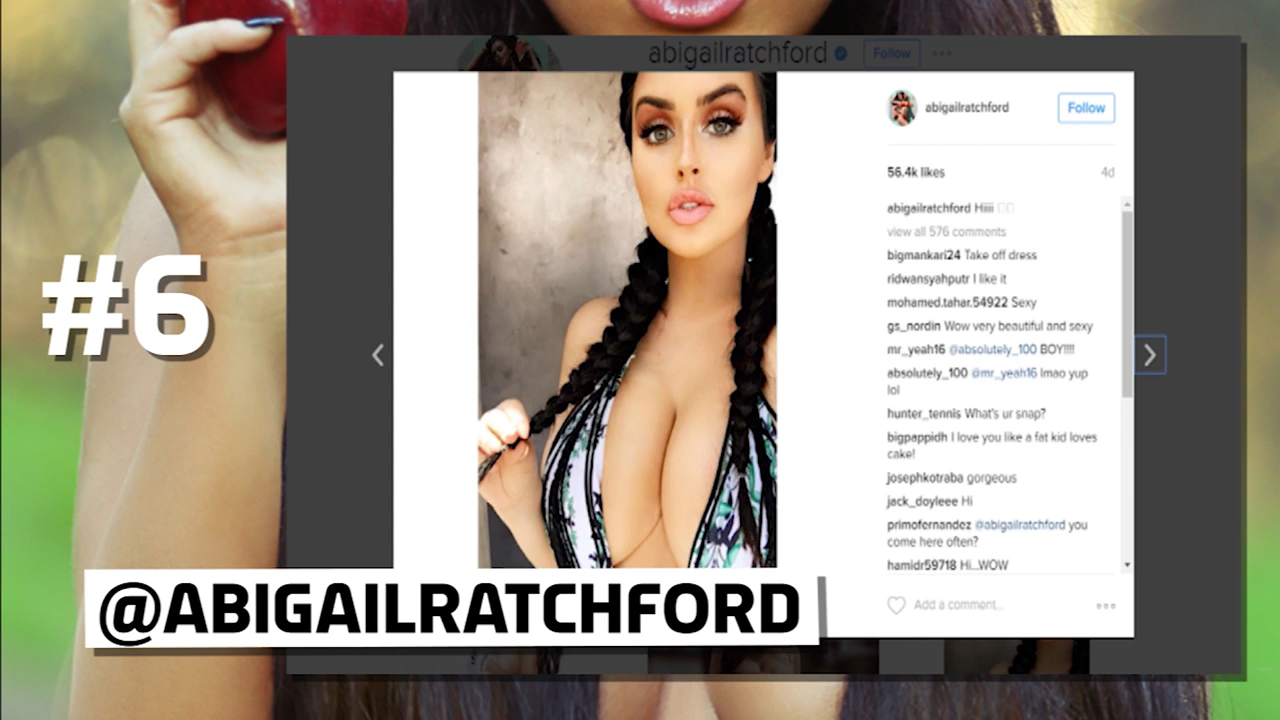 abigailratchford
Follow
abigailratchford
Follow
56.4k likes
4d
abigailratchford Hiiii
view all 576 comments
bigmankari24 Take off dress
ridwansyahputr I like it
mohamed.tahar.54922 Sexy
gs_nordin Wow very beautiful and sexy
mr_yeah16 @absolutely_100 BOY!!!!
absolutely_100 @mr_yeah16 lmao yup
lol
hunter_tennis What's ur snap?
bigpappidh I love you like a fat kid loves
cake!
josephkotraba gorgeous
jack_doyleee Hi
primofernandez @abigailratchford you
come here often?
hamidr59718 Hi...WOW
Add a comment...
#6
@ABIGAILRATCHFORD